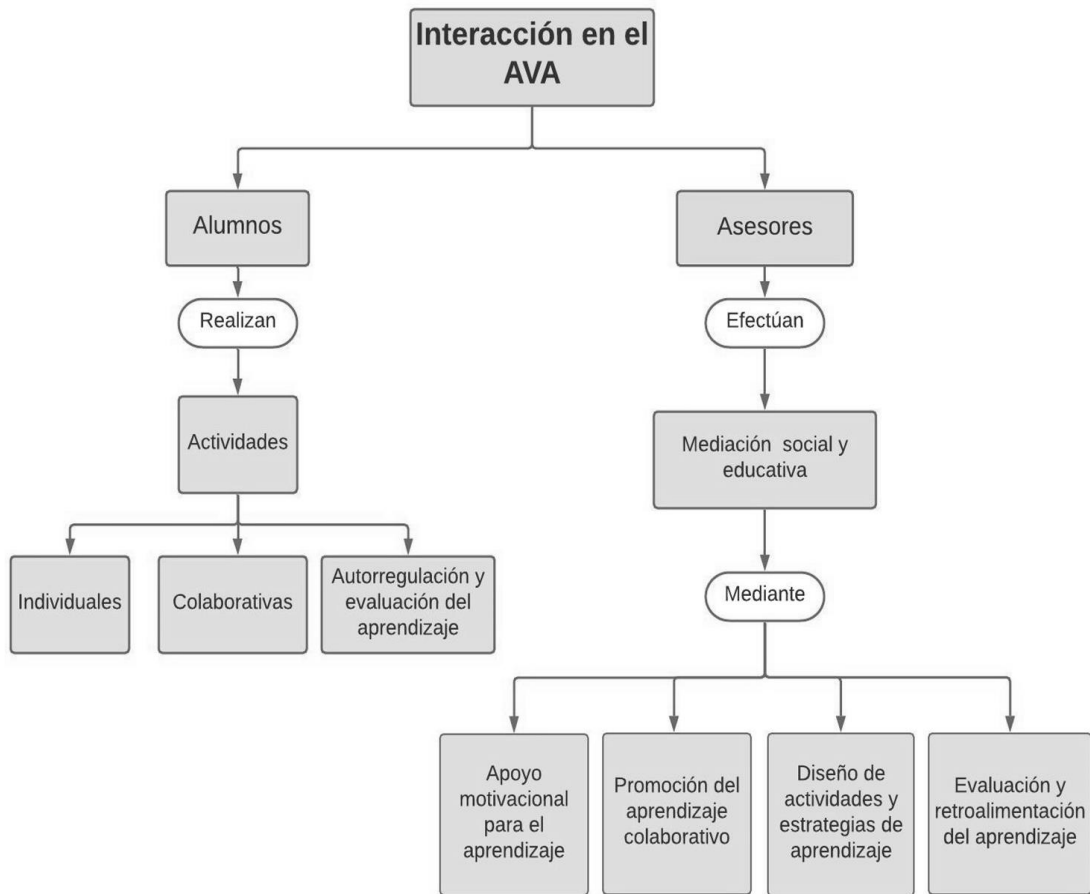 Interacción en el
AVA
Alumnos
Asesores
Realizan
Efectúan
Actividades
Mediación social y
educativa
Individuales
Colaborativas
Autorregulación y
evaluación del
aprendizaje
Mediante
Apoyo
motivacional
para el
aprendizaje
Promoción del
aprendizaje
colaborativo
Diseño de
actividades y
estrategias de
aprendizaje
Evaluación y
retroalimentación
del aprendizaje